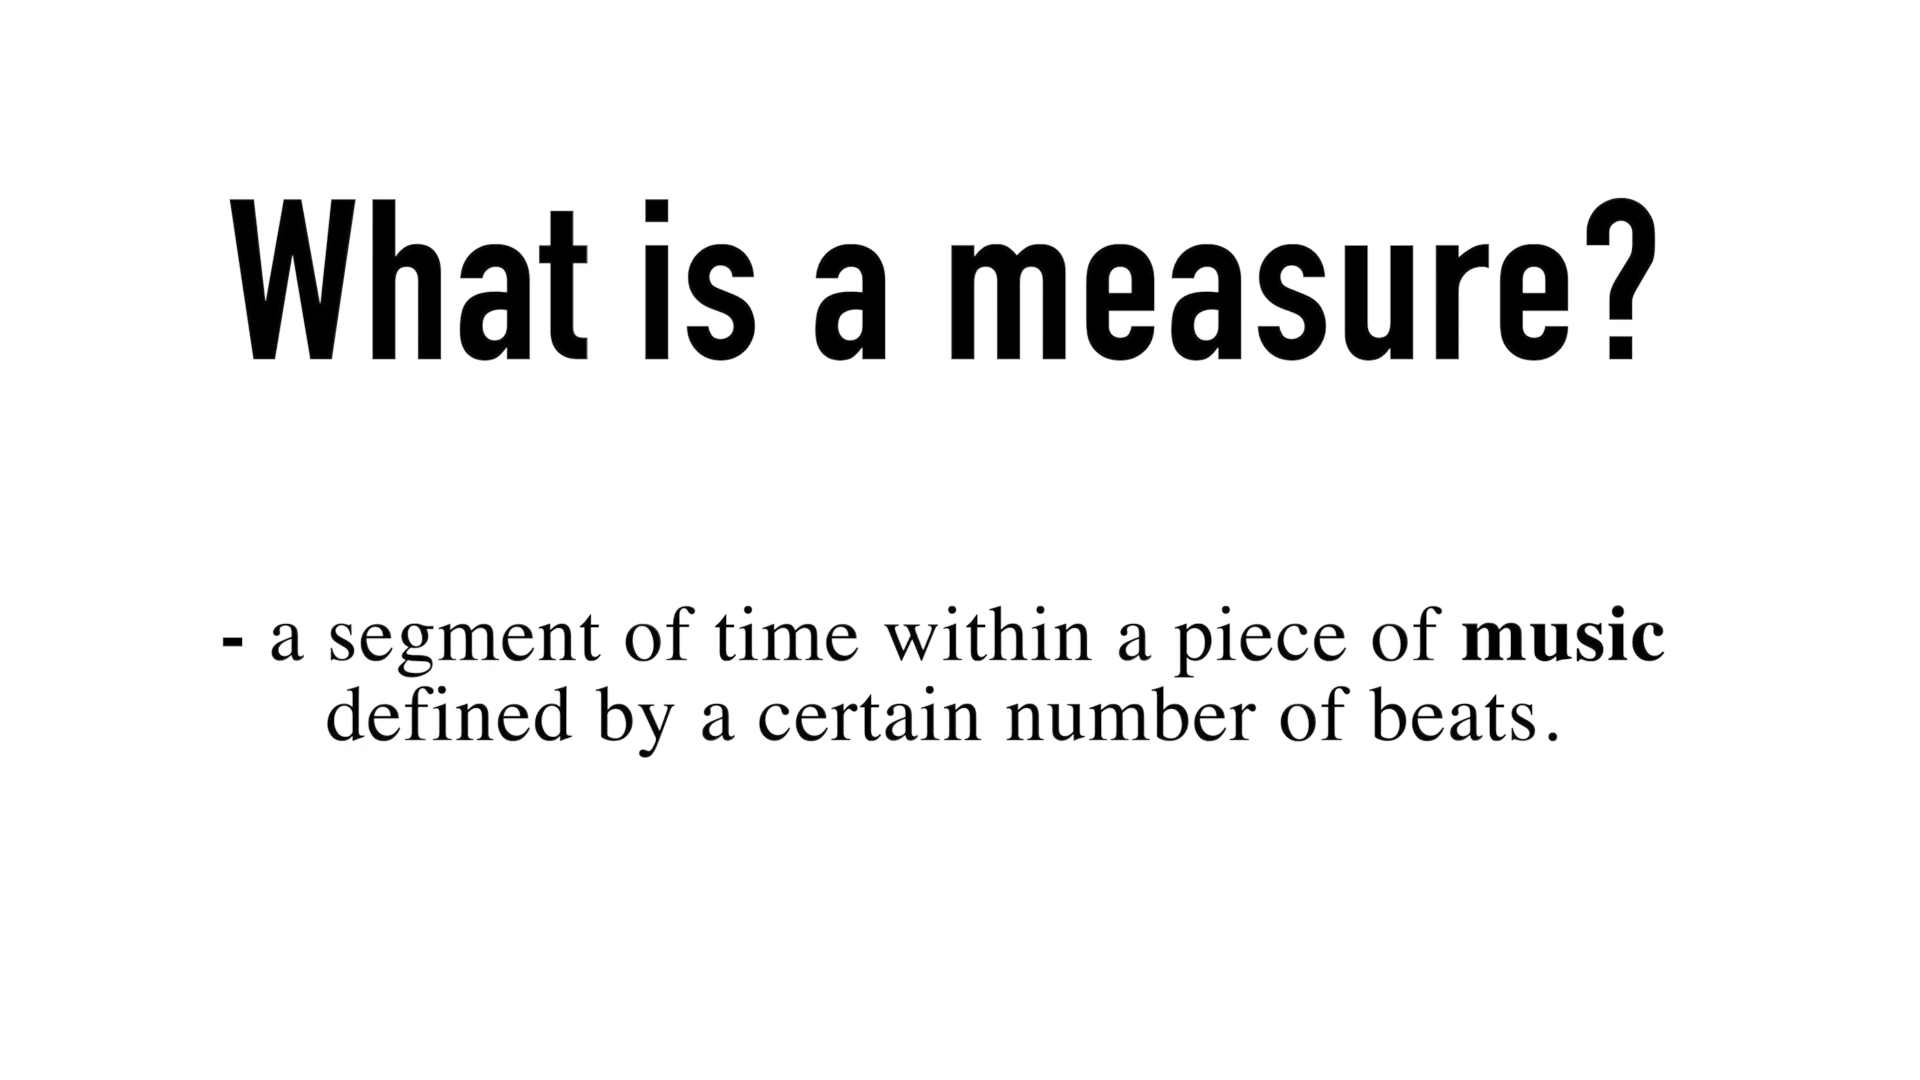 What is a measure?
- a segment of time within a piece of music
defined by a certain number of beats.